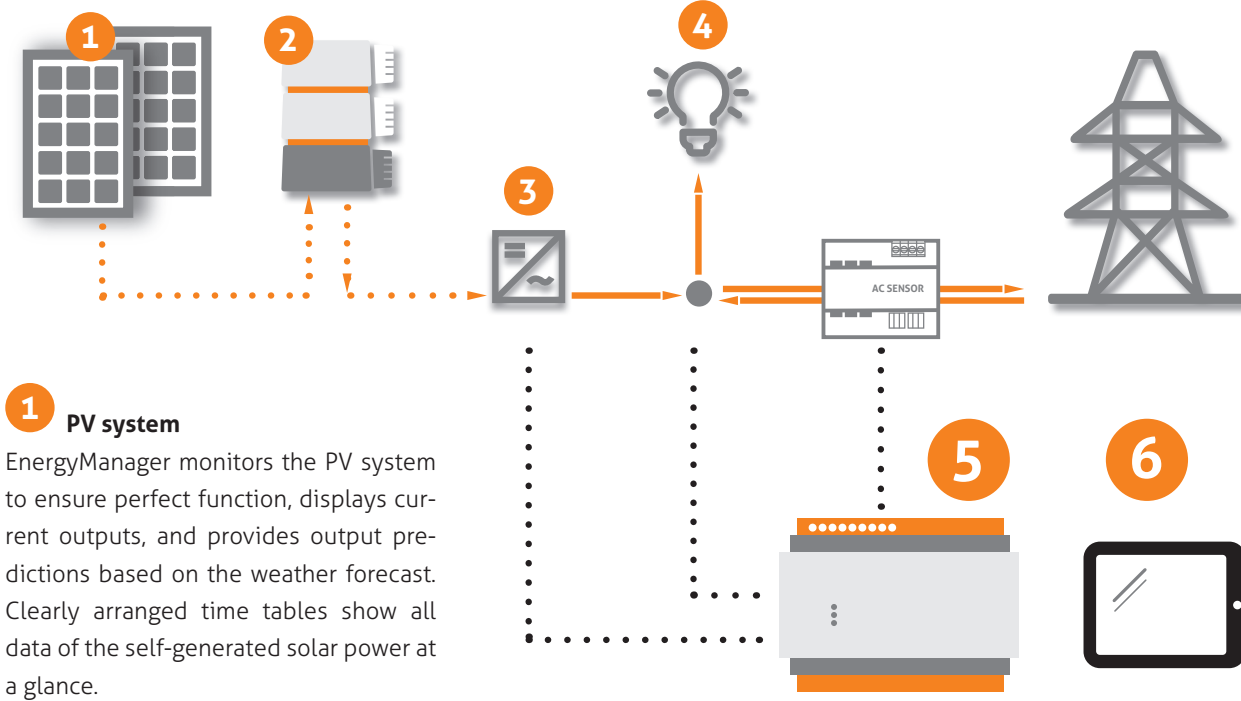 1
2
4
3
AC SENSOR
1
PV system
EnergyManager monitors the PV system
to ensure perfect function, displays cur-
rent outputs, and provides output pre-
dictions based on the weather forecast.
Clearly arranged time tables show all
data of the self-generated solar power at
a glance.
5
6